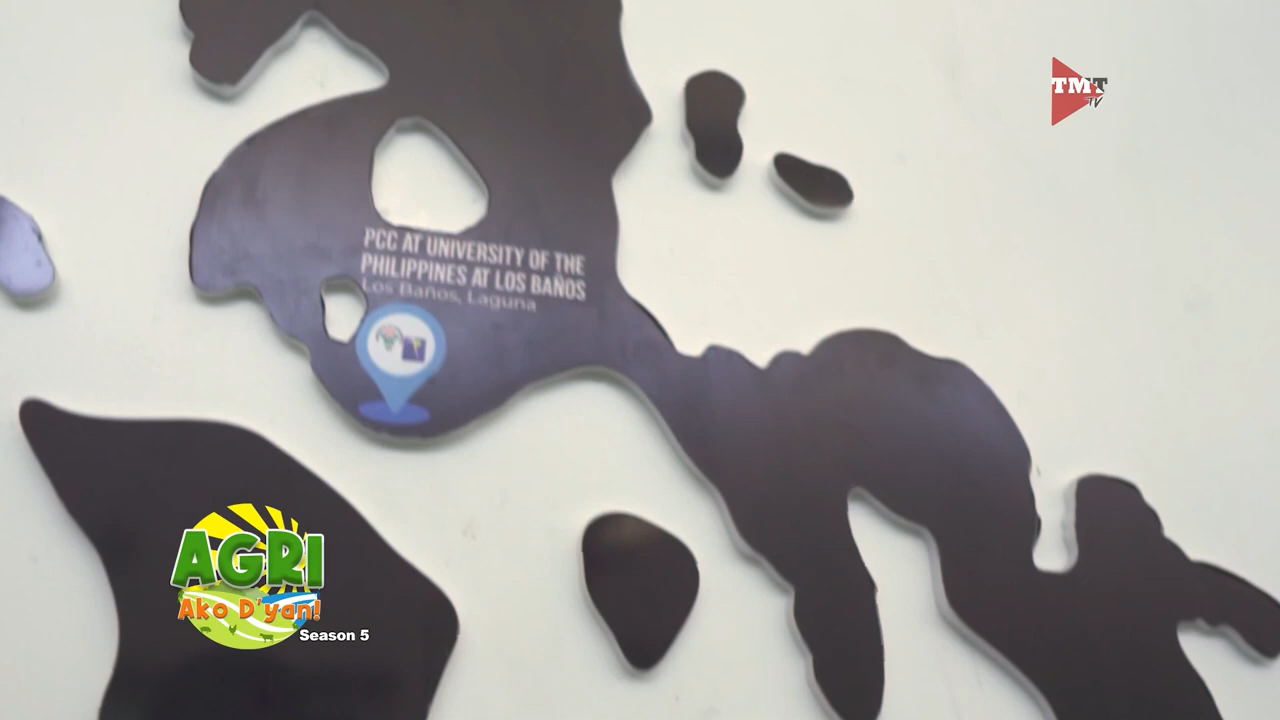 TMT
TV
PCC AT UNIVERSITY OF THE
PHILIPPINES AT LOS BAÑOS
Los Baños, Laguna
AGRI
Ako D'yan!
Season 5